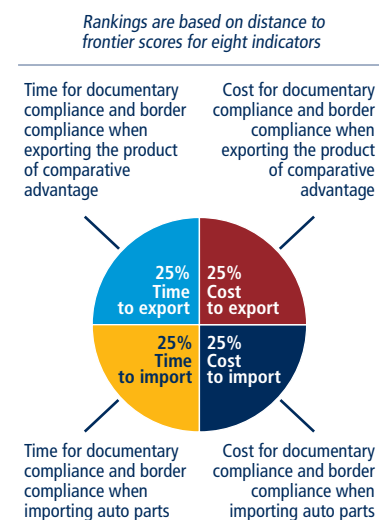 Rankings are based on distance to
frontier scores for eight indicators
Time for documentary
compliance and border
compliance when
exporting the product
of comparative
advantage
Cost for documentary
compliance and border
compliance when
exporting the product
of comparative
advantage
25%
Time
to export
25%
Cost
to export
25%
Time
to import
25%
Cost
to import
Time for documentary
compliance and border
compliance when
importing auto parts
Cost for documentary
compliance and border
compliance when
importing auto parts